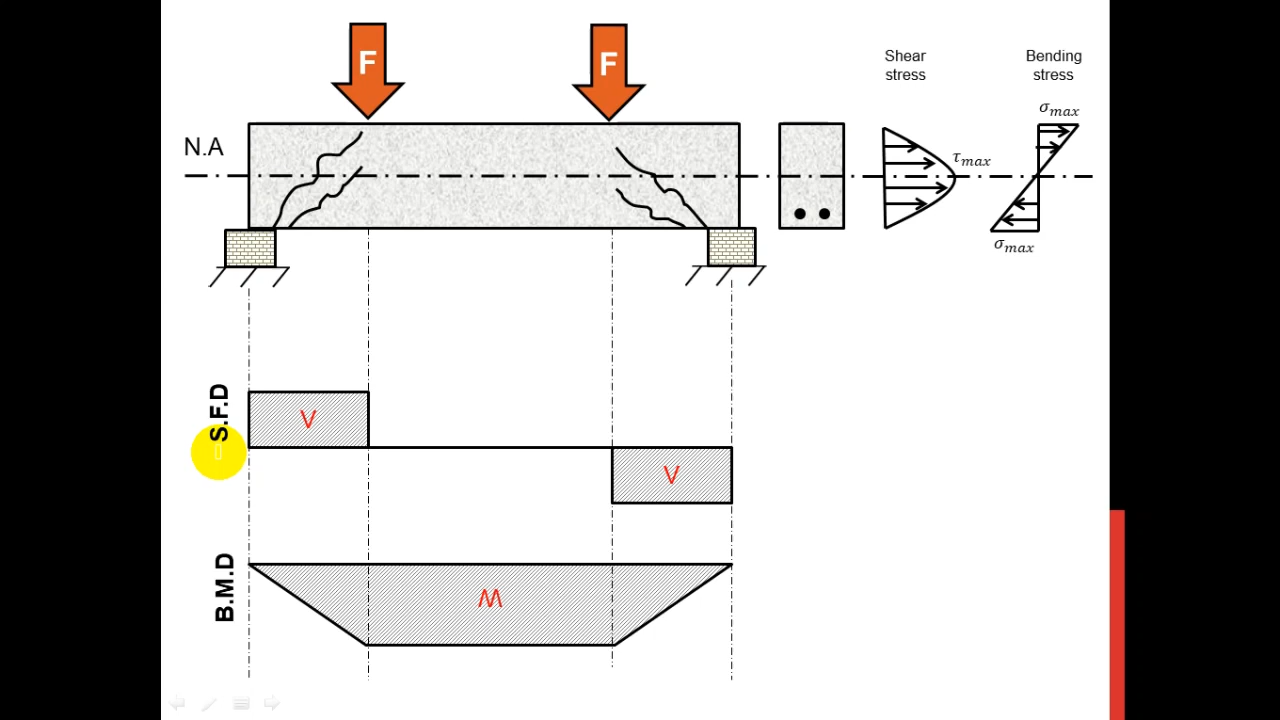 F
F
Shear
stress
Bending
stress
σmax
N.A
τmax
σmax
S.F.D
V
V
B.M.D
M